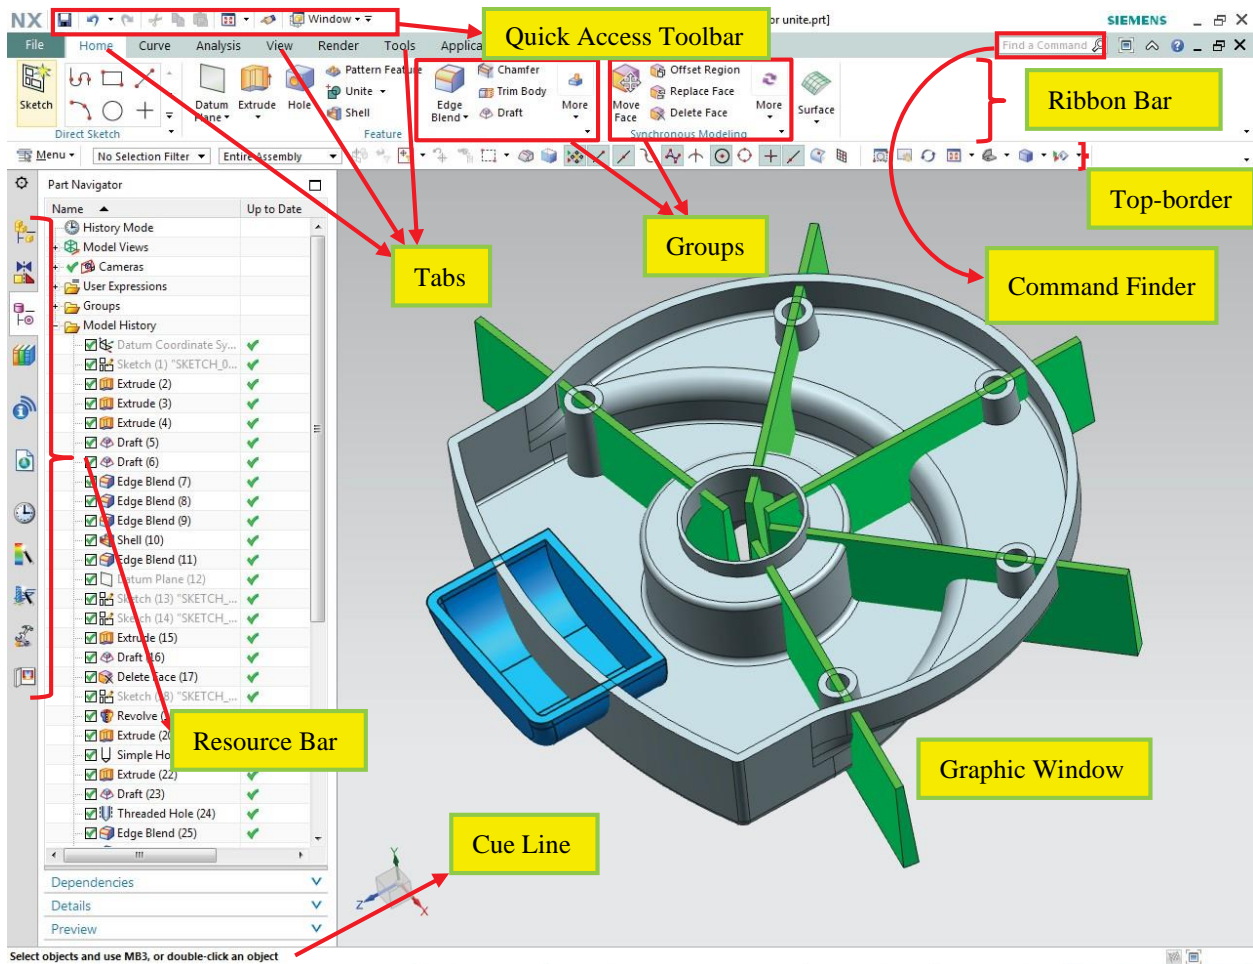 NX Window Quick Access Toolbar or unite.prt] SIEMENS
File Home Curve Analysis View Render Tools Applica Find a Command
Sketch
Direct Sketch
Datum Plane
Extrude
Hole
Pattern Feature
Unite
Shell
Feature
Edge Blend
Chamfer
Trim Body
Draft
More
Move Face
Offset Region
Replace Face
Delete Face
More
Synchronous Modeling
Surface
Ribbon Bar
Menu No Selection Filter Entire Assembly
Top-border
Part Navigator
Name Up to Date
History Mode
Model Views
Cameras
User Expressions
Groups
Model History
Datum Coordinate Sy...
Sketch (1) "SKETCH_0...
Extrude (2)
Extrude (3)
Extrude (4)
Draft (5)
Draft (6)
Edge Blend (7)
Edge Blend (8)
Edge Blend (9)
Shell (10)
Edge Blend (11)
Datum Plane (12)
Sketch (13) "SKETCH_...
Sketch (14) "SKETCH_...
Extrude (15)
Draft (16)
Delete Face (17)
Sketch (18) "SKETCH_...
Revolve (
Extrude (20
Simple Ho
Extrude (22)
Draft (23)
Threaded Hole (24)
Edge Blend (25)
Dependencies
Details
Preview
Tabs
Groups
Command Finder
Resource Bar
Graphic Window
Cue Line
Y
Z
X
Select objects and use MB3, or double-click an object